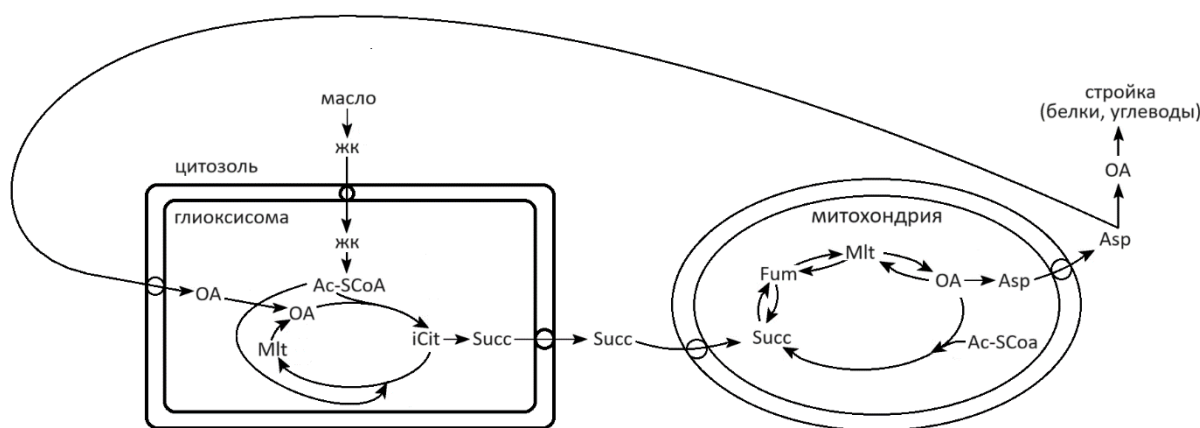 масло
жк
цитозоль
глиоксисома
жк
Ac-SCoA
OA
OA
Mlt
iCit
Succ
Succ
митохондрия
Mlt
Fum
OA
Asp
Succ
Ac-SCoa
стройка
(белки, углеводы)
OA
Asp